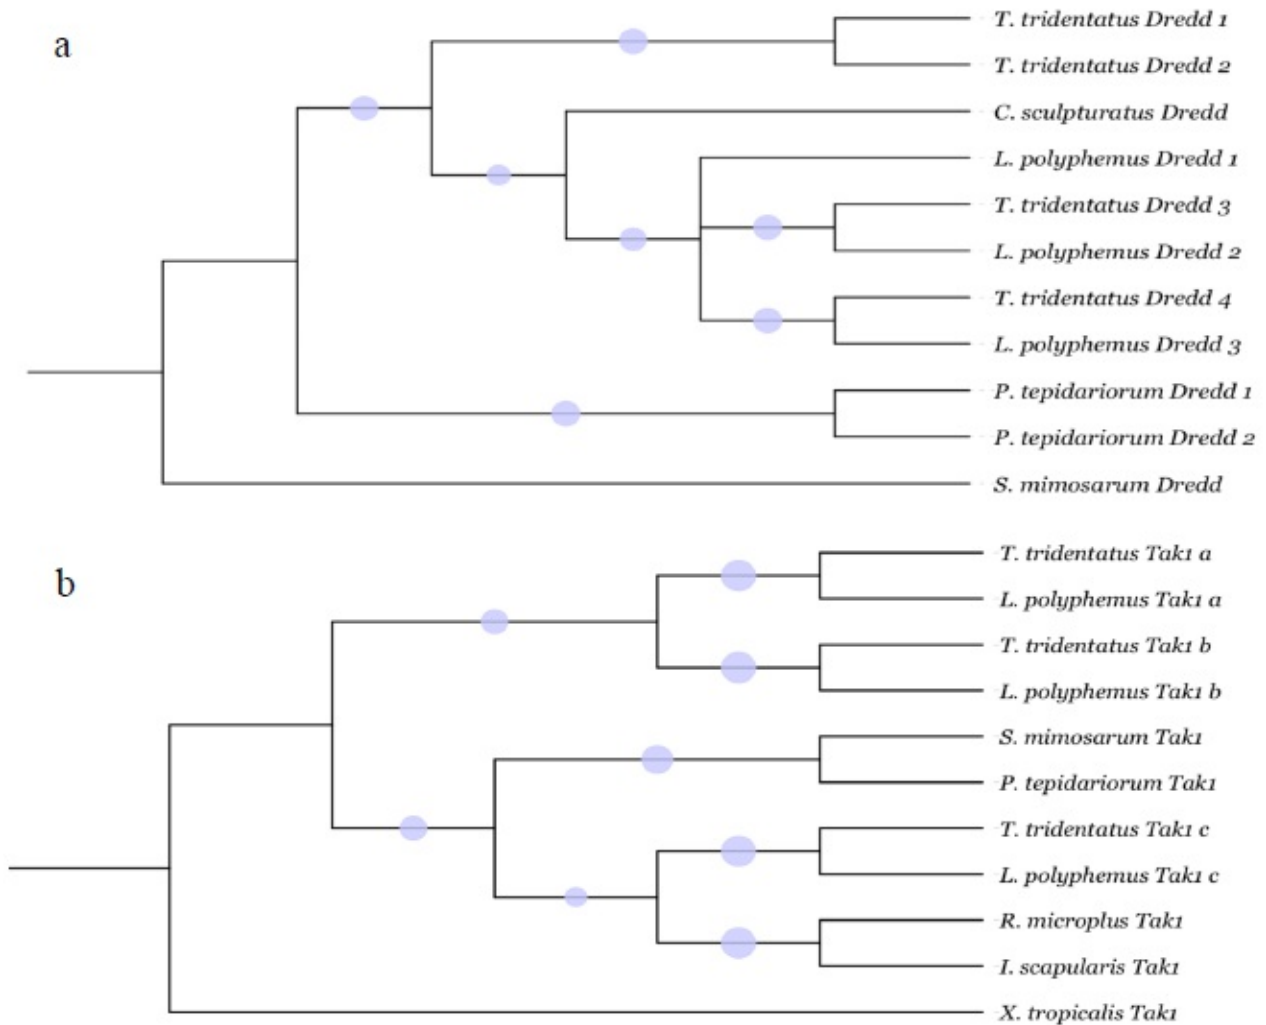 a
T. tridentatus Dredd 1
T. tridentatus Dredd 2
C. sculpturatus Dredd
L. polyphemus Dredd 1
T. tridentatus Dredd 3
L. polyphemus Dredd 2
T. tridentatus Dredd 4
L. polyphemus Dredd 3
P. tepidariorum Dredd 1
P. tepidariorum Dredd 2
S. mimosarum Dredd
b
T. tridentatus Tak1 a
L. polyphemus Tak1 a
T. tridentatus Tak1 b
L. polyphemus Tak1 b
S. mimosarum Tak1
P. tepidariorum Tak1
T. tridentatus Tak1 c
L. polyphemus Tak1 c
R. microplus Tak1
I. scapularis Tak1
X. tropicalis Tak1